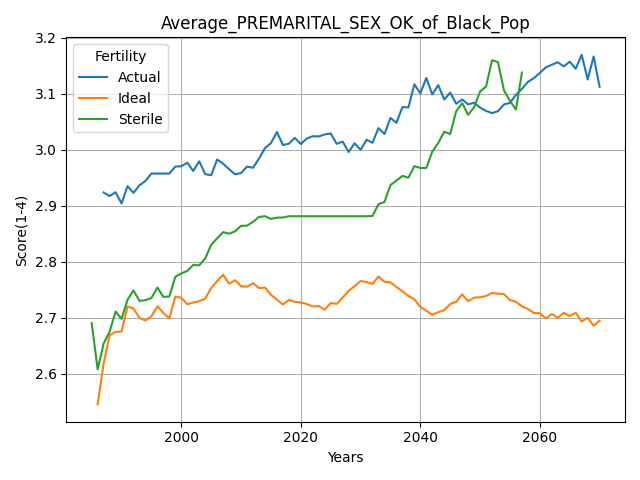 Average_PREMARITAL_SEX_OK_of_Black_Pop
3.2
3.1
3.0
2.9
2.8
2.7
2.6
Score(1-4)
Fertility
Actual
Ideal
Sterile
2000 2020 2040 2060
Years